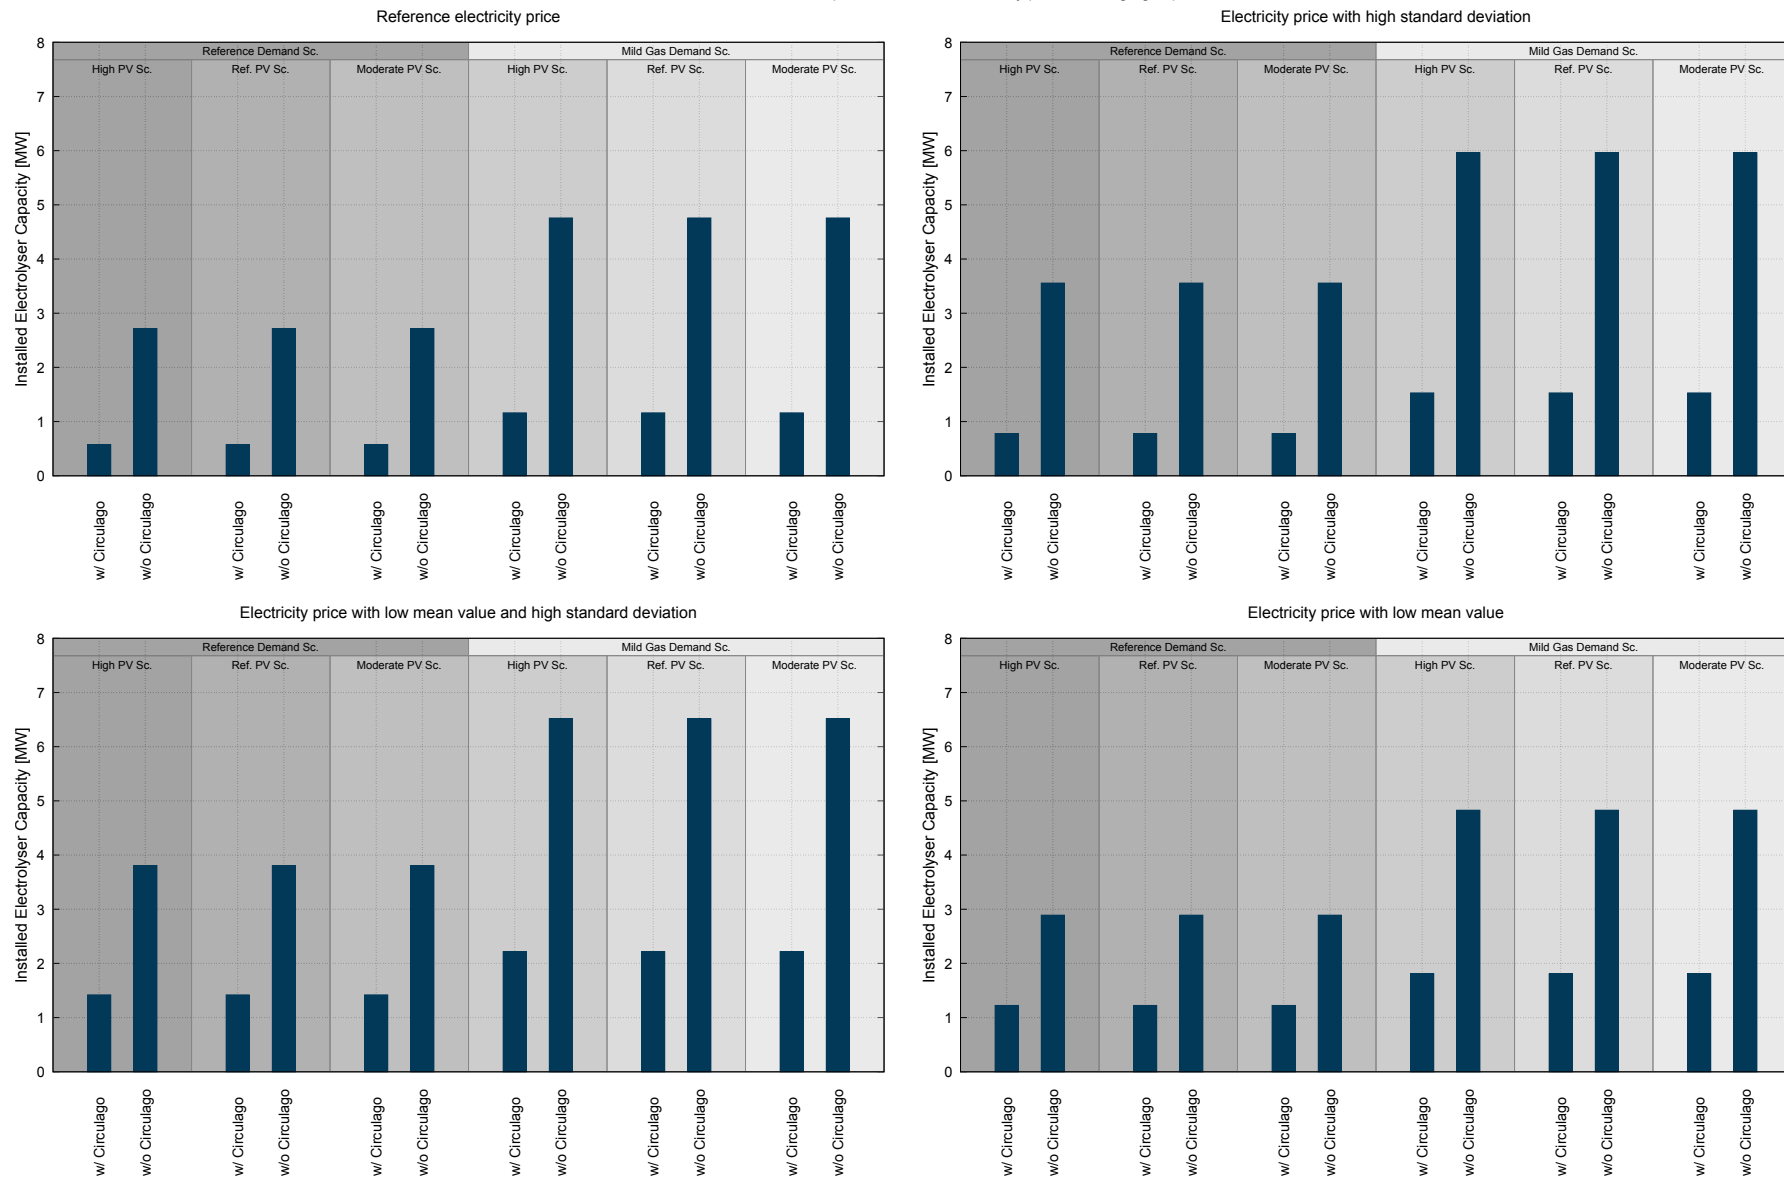 Reference electricity price
8
7
6
5
4
3
2
1
0
Installed Electrolyser Capacity [MW]
Reference Demand Sc.
Mild Gas Demand Sc.
High PV Sc.
Ref. PV Sc.
Moderate PV Sc.
High PV Sc.
Ref. PV Sc.
Moderate PV Sc.
w/ Circulago
w/o Circulago
w/ Circulago
w/o Circulago
w/ Circulago
w/o Circulago
w/ Circulago
w/o Circulago
w/ Circulago
w/o Circulago
w/ Circulago
w/o Circulago
Electricity price with high standard deviation
8
7
6
5
4
3
2
1
0
Installed Electrolyser Capacity [MW]
Reference Demand Sc.
Mild Gas Demand Sc.
High PV Sc.
Ref. PV Sc.
Moderate PV Sc.
High PV Sc.
Ref. PV Sc.
Moderate PV Sc.
w/ Circulago
w/o Circulago
w/ Circulago
w/o Circulago
w/ Circulago
w/o Circulago
w/ Circulago
w/o Circulago
w/ Circulago
w/o Circulago
w/ Circulago
w/o Circulago
Electricity price with low mean value and high standard deviation
8
7
6
5
4
3
2
1
0
Installed Electrolyser Capacity [MW]
Reference Demand Sc.
Mild Gas Demand Sc.
High PV Sc.
Ref. PV Sc.
Moderate PV Sc.
High PV Sc.
Ref. PV Sc.
Moderate PV Sc.
w/ Circulago
w/o Circulago
w/ Circulago
w/o Circulago
w/ Circulago
w/o Circulago
w/ Circulago
w/o Circulago
w/ Circulago
w/o Circulago
w/ Circulago
w/o Circulago
Electricity price with low mean value
8
7
6
5
4
3
2
1
0
Installed Electrolyser Capacity [MW]
Reference Demand Sc.
Mild Gas Demand Sc.
High PV Sc.
Ref. PV Sc.
Moderate PV Sc.
High PV Sc.
Ref. PV Sc.
Moderate PV Sc.
w/ Circulago
w/o Circulago
w/ Circulago
w/o Circulago
w/ Circulago
w/o Circulago
w/ Circulago
w/o Circulago
w/ Circulago
w/o Circulago
w/ Circulago
w/o Circulago